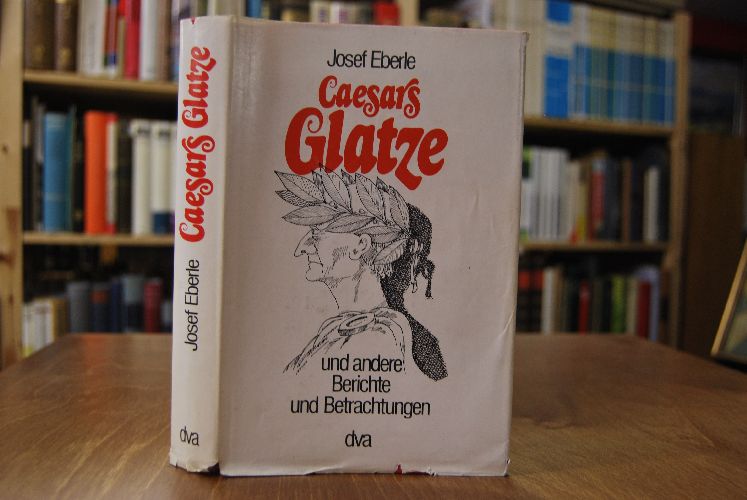 Josef Eberle
Caesars
Glatze
und andere
Berichte
und Betrachtungen
dva
Caesars Glatze
Josef Eberle
dva